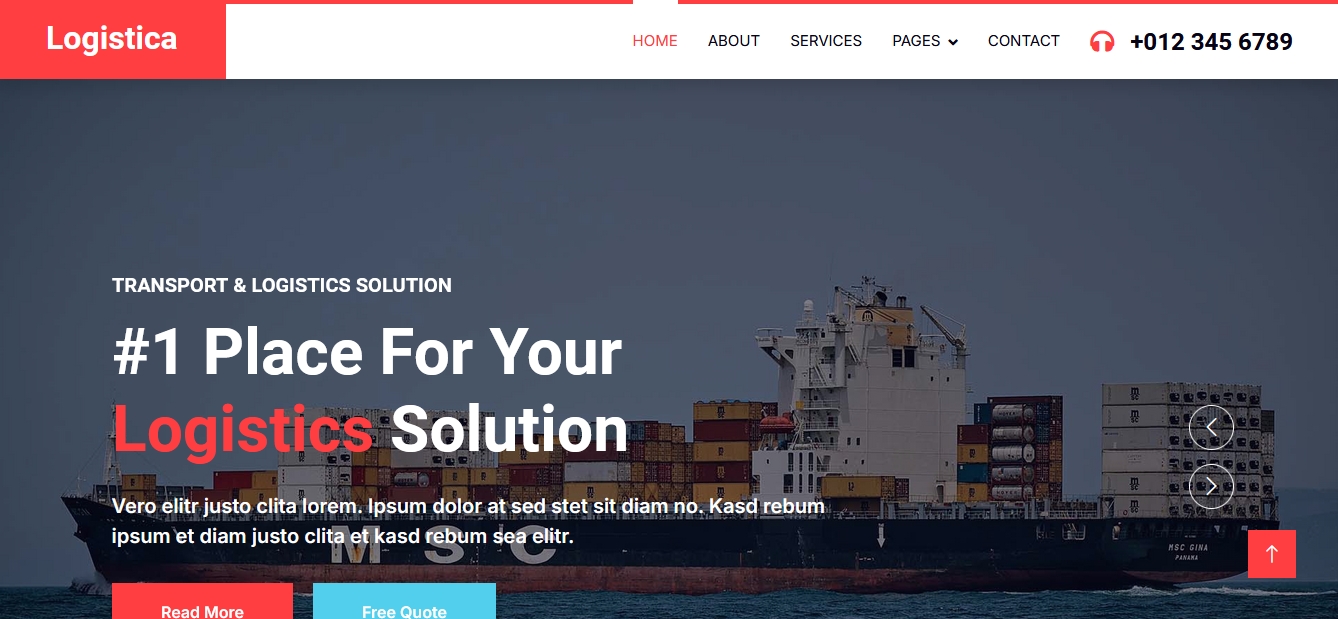 Logistica
HOME ABOUT SERVICES PAGES CONTACT +012 345 6789
TRANSPORT & LOGISTICS SOLUTION
#1 Place For Your
Logistics Solution
Vero elitr justo clita lorem. Ipsum dolor at sed stet sit diam no. Kasd rebum
ipsum et diam justo clita et kasd rebum sea elitr.
M S C
MSC GINA
PANAMA
Read More Free Quote